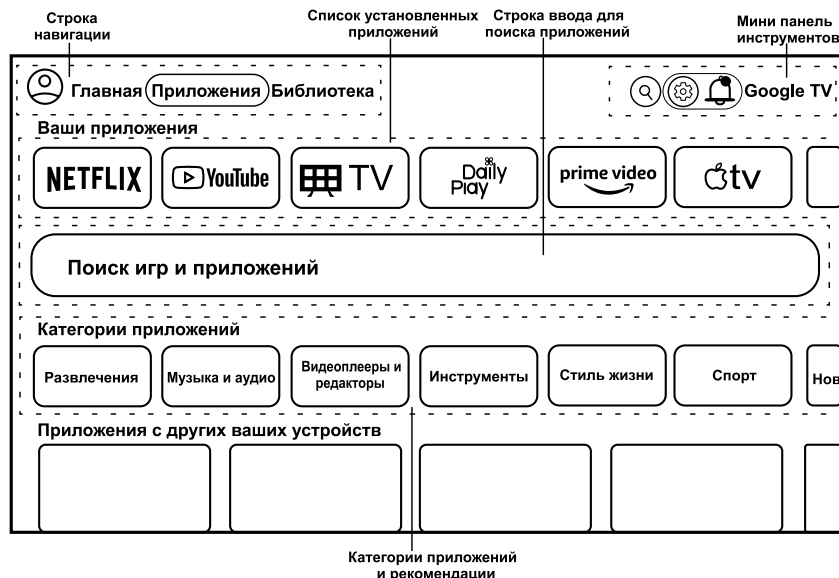 Строка
навигации
Список установленных
приложений
Строка ввода для
поиска приложений
Мини панель
инструментов
Главная Приложения Библиотека
Google TV
Ваши приложения
NETFLIX
YouTube
TV
Daily
Play
prime video
tv
Поиск игр и приложений
Категории приложений
Развлечения
Музыка и аудио
Видеоплееры и
редакторы
Инструменты
Стиль жизни
Спорт
Нов
Приложения с других ваших устройств
Категории приложений
и рекомендации